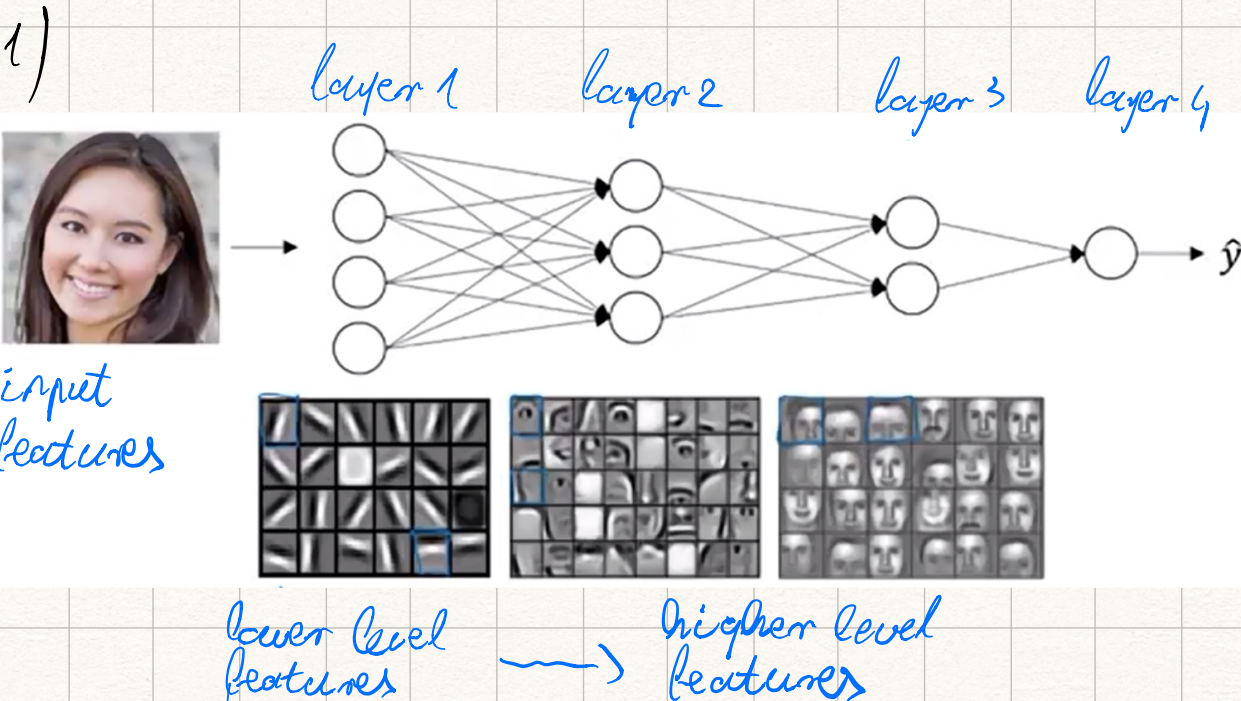 1)
layer 1 layer 2 layer 3 layer 4
ŷ
input
features
lower level
features
higher level
features